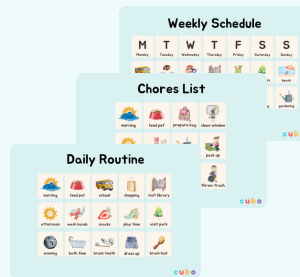 Weekly Schedule
M T W T F S S
Monday Tuesday Wednesday Thursday Friday Saturday Sunday
beach
gardening
cubo
Chores List
morning feed pet prepare bag clean window
pack up
throw trash
cubo
Daily Routine
morning feed pet school shopping visit library
afternoon wash hands snacks play time visit park
evening bath time brush teeth dress up brush hair
cubo